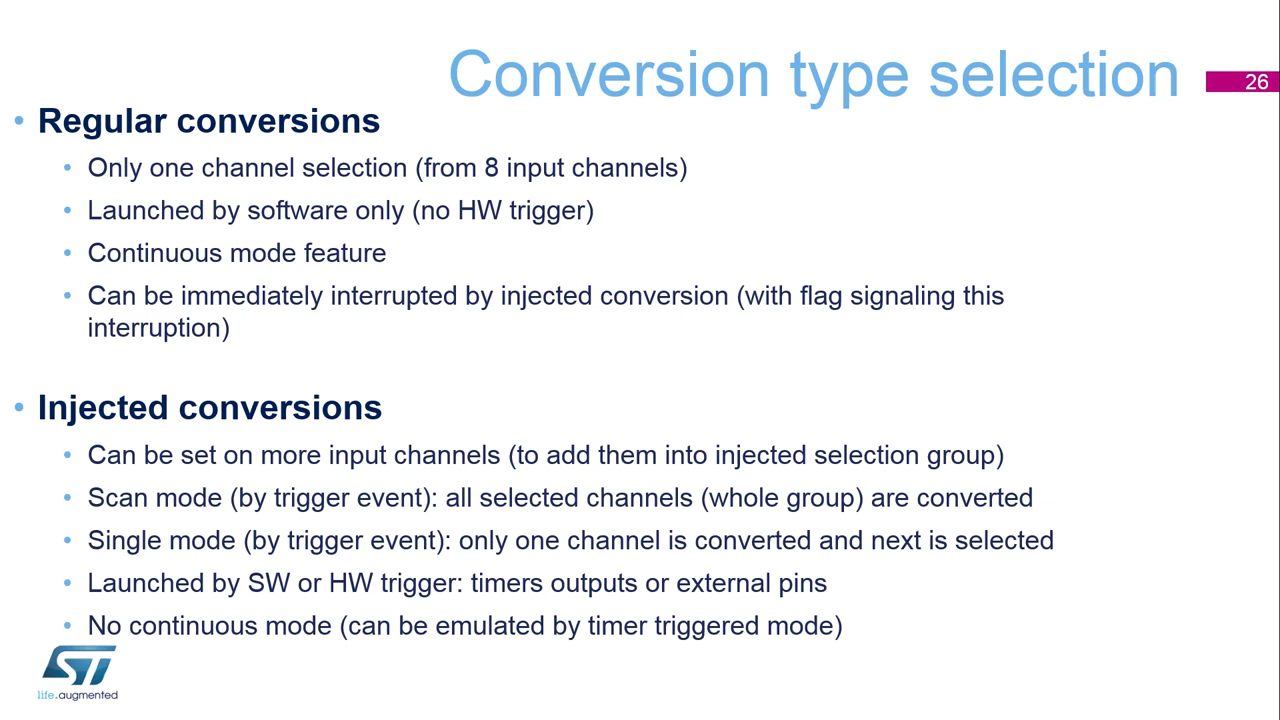 Conversion type selection
26
• Regular conversions
• Only one channel selection (from 8 input channels)
• Launched by software only (no HW trigger)
• Continuous mode feature
• Can be immediately interrupted by injected conversion (with flag signaling this
interruption)
• Injected conversions
• Can be set on more input channels (to add them into injected selection group)
• Scan mode (by trigger event): all selected channels (whole group) are converted
• Single mode (by trigger event): only one channel is converted and next is selected
• Launched by SW or HW trigger: timers outputs or external pins
• No continuous mode (can be emulated by timer triggered mode)
ST
life.augmented